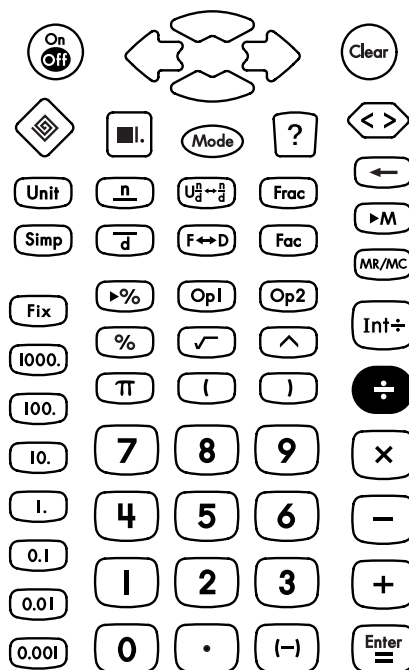 On
Off
Clear
■I.
Mode
?
< >
←
Unit
n
Un/d↔n/d
Frac
▸M
Simp
d
F↔D
Fac
MR/MC
▸%
Op1
Op2
Fix
Int÷
%
√
^
1000.
π
(
)
÷
100.
7
8
9
×
10.
4
5
6
−
1.
0.1
1
2
3
+
0.01
0
.
(−)
Enter
=
0.001